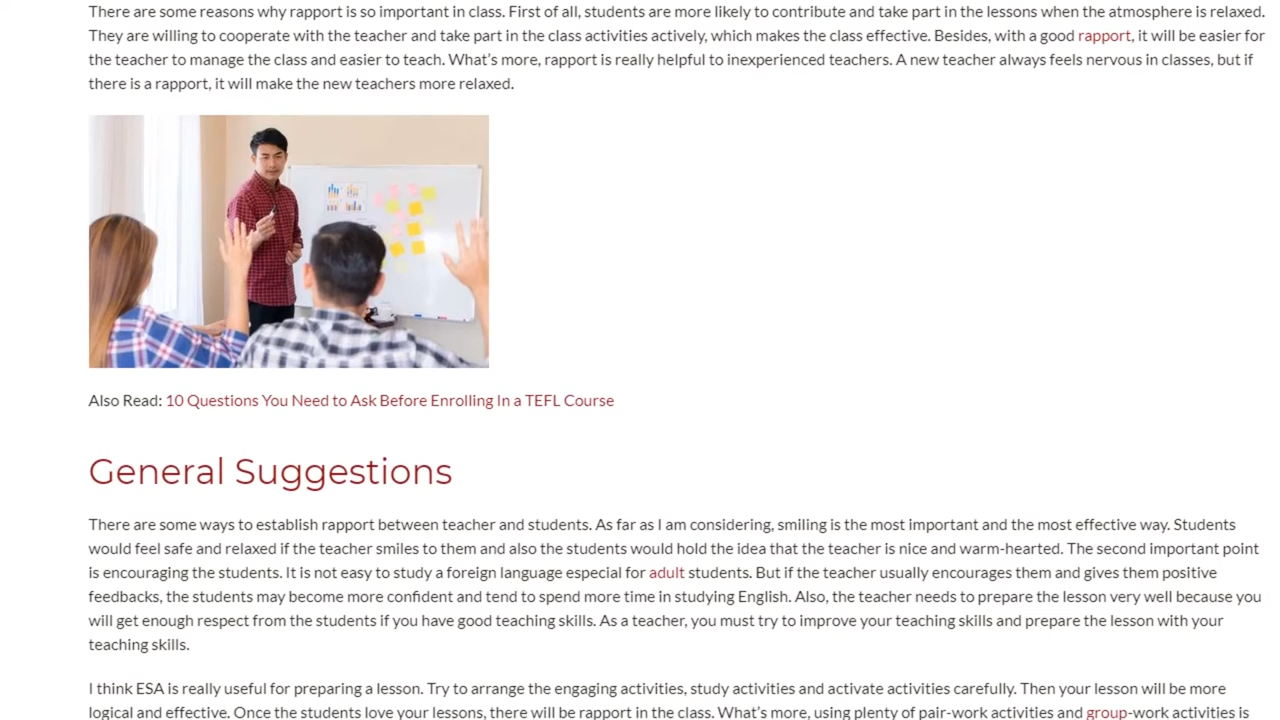 There are some reasons why rapport is so important in class. First of all, students are more likely to contribute and take part in the lessons when the atmosphere is relaxed.
They are willing to cooperate with the teacher and take part in the class activities actively, which makes the class effective. Besides, with a good rapport, it will be easier for
the teacher to manage the class and easier to teach. What’s more, rapport is really helpful to inexperienced teachers. A new teacher always feels nervous in classes, but if
there is a rapport, it will make the new teachers more relaxed.
Also Read: 10 Questions You Need to Ask Before Enrolling In a TEFL Course
General Suggestions
There are some ways to establish rapport between teacher and students. As far as I am considering, smiling is the most important and the most effective way. Students
would feel safe and relaxed if the teacher smiles to them and also the students would hold the idea that the teacher is nice and warm-hearted. The second important point
is encouraging the students. It is not easy to study a foreign language especial for adult students. But if the teacher usually encourages them and gives them positive
feedbacks, the students may become more confident and tend to spend more time in studying English. Also, the teacher needs to prepare the lesson very well because you
will get enough respect from the students if you have good teaching skills. As a teacher, you must try to improve your teaching skills and prepare the lesson with your
teaching skills.
I think ESA is really useful for preparing a lesson. Try to arrange the engaging activities, study activities and activate activities carefully. Then your lesson will be more
logical and effective. Once the students love your lessons, there will be rapport in the class. What’s more, using plenty of pair-work activities and group-work activities is